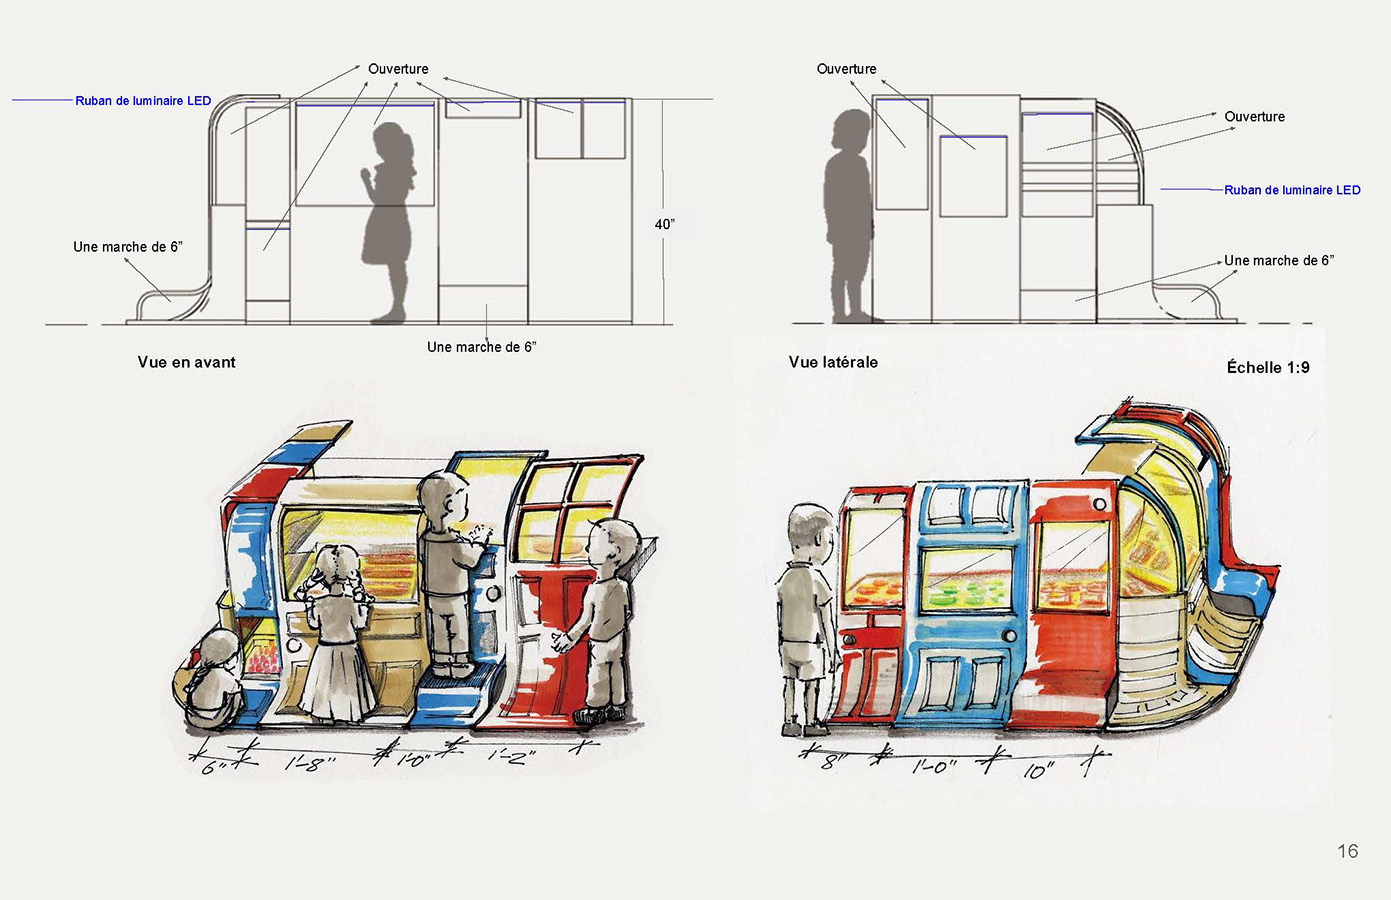 Ouverture
Ruban de luminaire LED
40”
Une marche de 6”
Une marche de 6”
Vue en avant
Ouverture
Ouverture
Ruban de luminaire LED
Une marche de 6”
Vue latérale
Échelle 1:9
6"
1'-8"
1'-0"
1'-2"
8"
1'-0"
10"
16